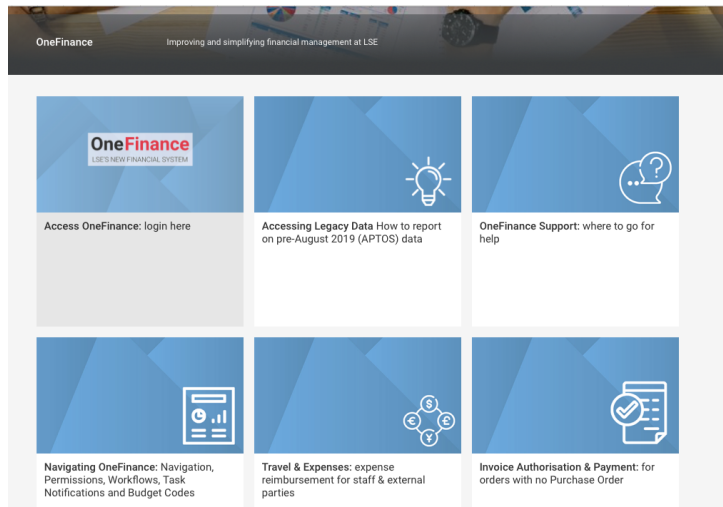 OneFinance
Improving and simplifying financial management at LSE
OneFinance
LSE'S NEW FINANCIAL SYSTEM
Access OneFinance: login here
Accessing Legacy Data How to report
on pre-August 2019 (APTOS) data
OneFinance Support: where to go for
help
Navigating OneFinance: Navigation,
Permissions, Workflows, Task
Notifications and Budget Codes
Travel & Expenses: expense
reimbursement for staff & external
parties
Invoice Authorisation & Payment: for
orders with no Purchase Order